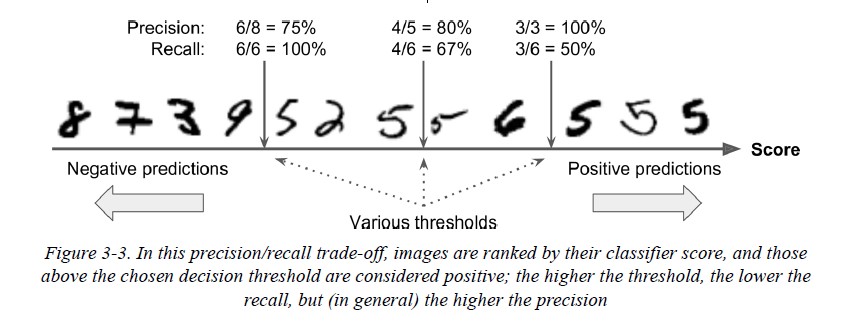 Precision: 6/8 = 75% 4/5 = 80% 3/3 = 100%
Recall: 6/6 = 100% 4/6 = 67% 3/6 = 50%
8 7 3 9 5 2 5 5 6 5 5 5
Score
Negative predictions Positive predictions
Various thresholds
Figure 3-3. In this precision/recall trade-off, images are ranked by their classifier score, and those
above the chosen decision threshold are considered positive; the higher the threshold, the lower the
recall, but (in general) the higher the precision